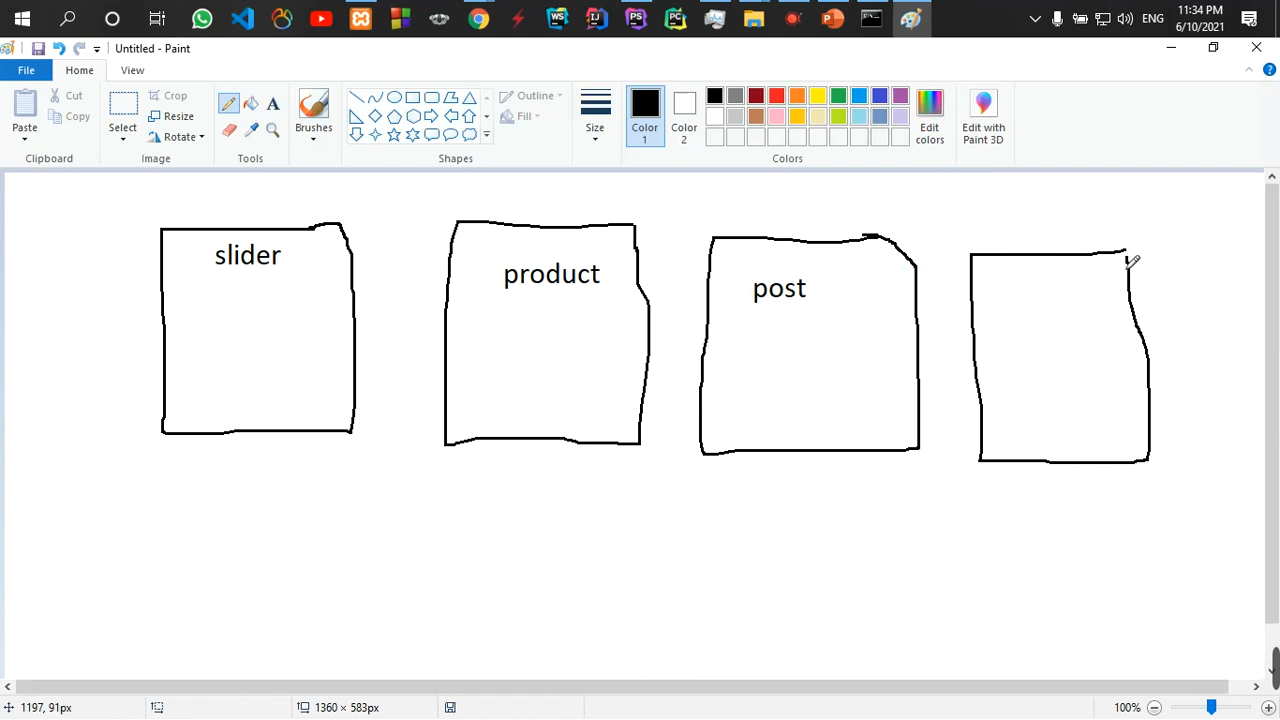 11:34 PM
ENG
6/10/2021
Untitled - Paint
File
Home
View
Paste
Cut
Copy
Clipboard
Select
Crop
Resize
Rotate
Image
Tools
Brushes
Outline
Fill
Shapes
Size
Color 1
Color 2
Edit colors
Colors
Edit with Paint 3D
slider
product
post
1197, 91px
1360 × 583px
100%